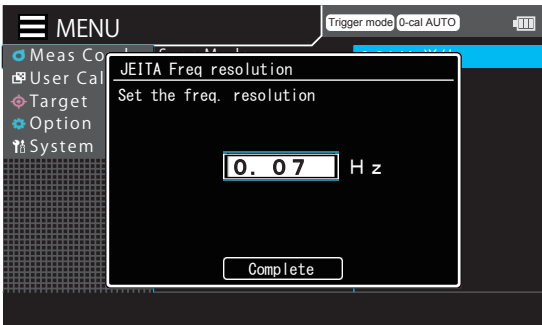 MENU
Trigger mode 0-cal AUTO
Meas Co
User Cal
Target
Option
System
JEITA Freq resolution
Set the freq. resolution
0. 07 Hz
Complete